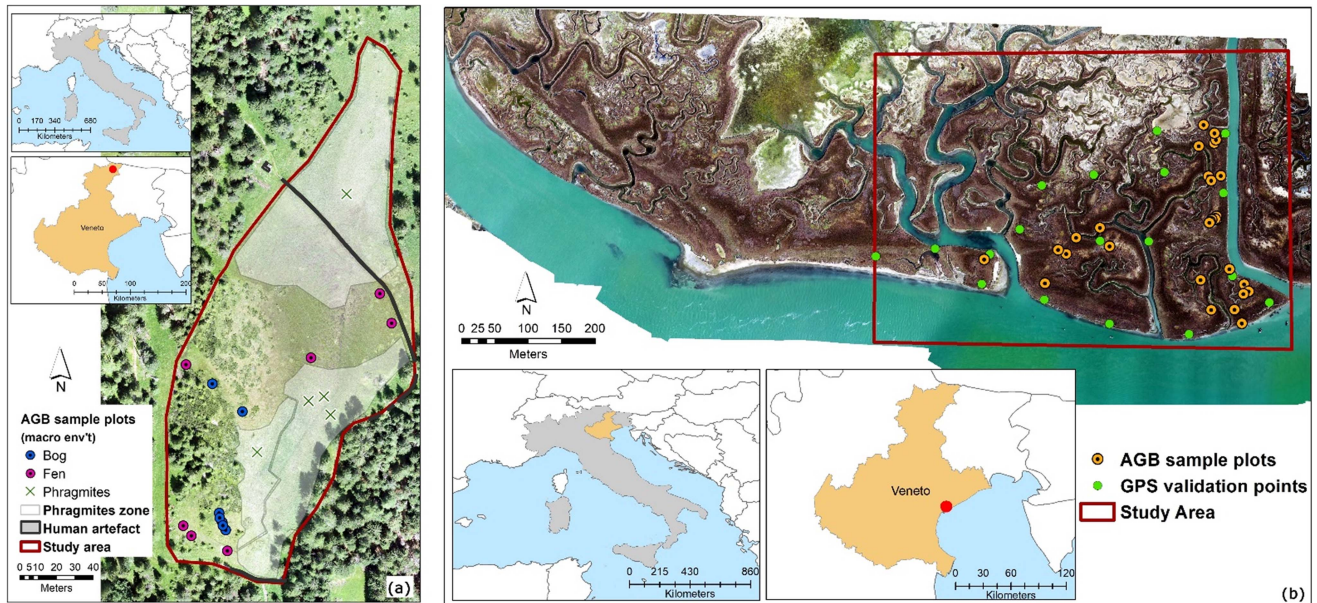 0 170 340 680
Kilometers
Veneto
0 50 100 200
Kilometers
N
AGB sample plots
(macro env't)
Bog
Fen
Phragmites
Phragmites zone
Human artefact
Study area
0 5 10 20 30 40
Meters
(a)
N
0 25 50 100 150 200
Meters
0 215 430 860
Kilometers
Veneto
0 30 60 120
Kilometers
AGB sample plots
GPS validation points
Study Area
(b)